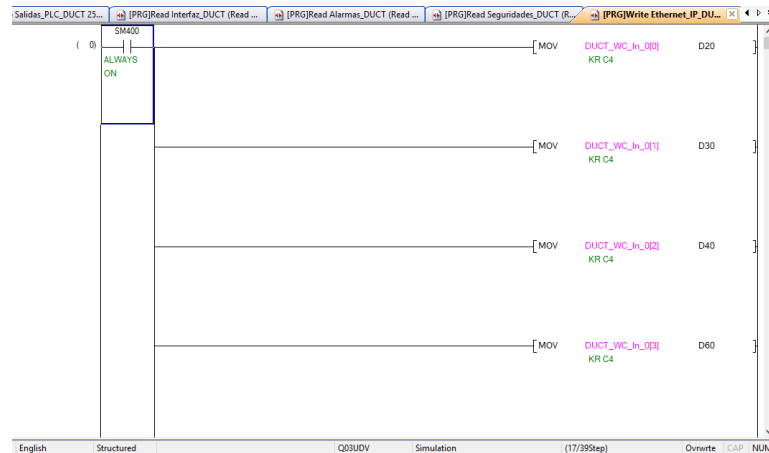 Salidas_PLC_DUCT 25...
[PRG]Read Interfaz_DUCT (Read ...
[PRG]Read Alarmas_DUCT (Read ...
[PRG]Read Seguridades_DUCT (R...
[PRG]Write Ethernet_IP_DU...
SM400
( 0)
ALWAYS
ON
MOV DUCT_WC_In_0[0] D20
KR C4
MOV DUCT_WC_In_0[1] D30
KR C4
MOV DUCT_WC_In_0[2] D40
KR C4
MOV DUCT_WC_In_0[3] D60
KR C4
English Structured Q03UDV Simulation (17/39Step) Ovrwrte CAP NUM